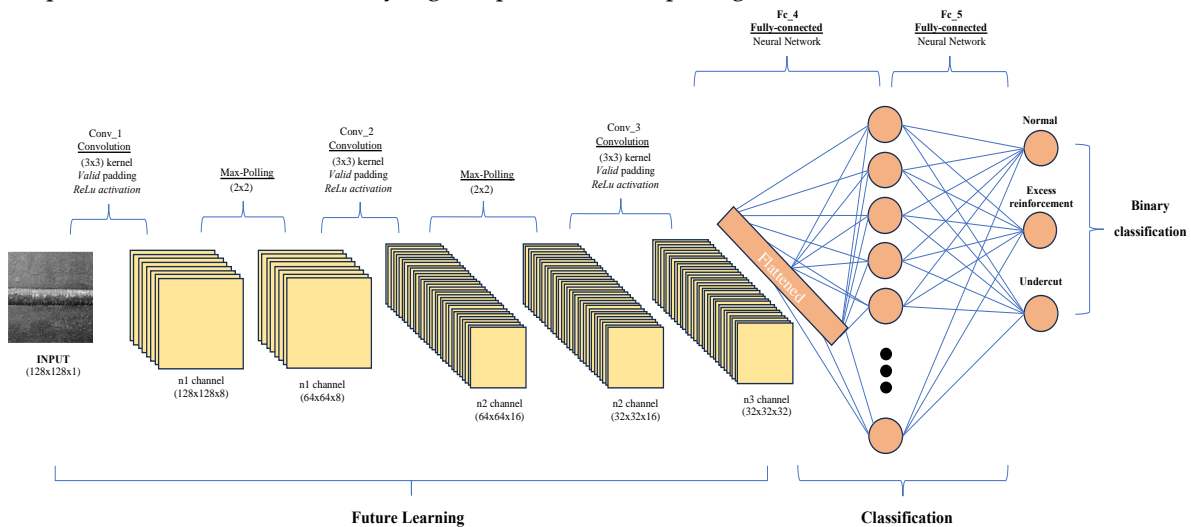 Fc_4
Fully-connected
Neural Network
Fc_5
Fully-connected
Neural Network
Conv_1
Convolution
(3x3) kernel
Valid padding
ReLu activation
Max-Polling
(2x2)
Conv_2
Convolution
(3x3) kernel
Valid padding
ReLu activation
Max-Polling
(2x2)
Conv_3
Convolution
(3x3) kernel
Valid padding
ReLu activation
Normal
Excess
reinforcement
Undercut
Binary
classification
Flattened
INPUT
(128x128x1)
n1 channel
(128x128x8)
n1 channel
(64x64x8)
n2 channel
(64x64x16)
n2 channel
(32x32x16)
n3 channel
(32x32x32)
Future Learning
Classification